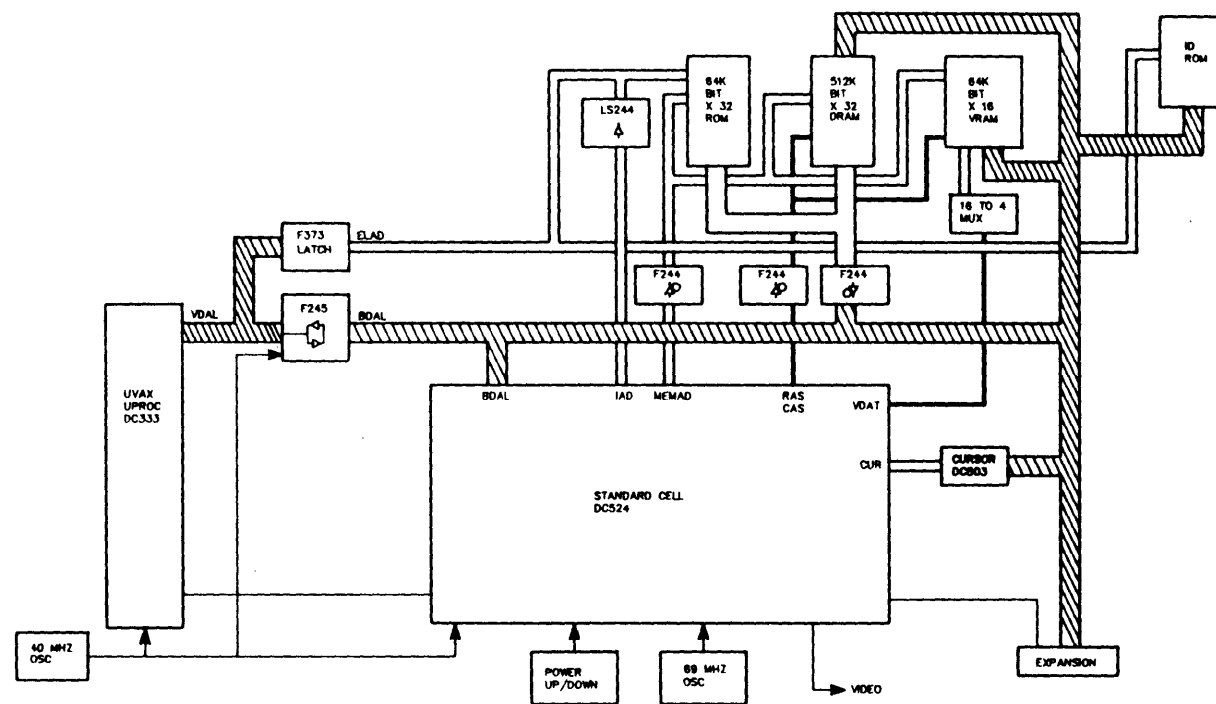 64K
BIT
X 32
ROM
512K
BIT
X 32
DRAM
64K
BIT
X 16
VRAM
ID
ROM
LS244
16 TO 4
MUX
F373
LATCH
ELAD
F244
F244
F244
VDAL
F245
BDAL
UVAX
UPROC
DC333
BDAL
IAD
MEMAD
RAS
CAS
VDAT
CUR
CURSOR
DC503
STANDARD CELL
DC524
40 MHZ
OSC
POWER
UP/DOWN
69 MHZ
OSC
VIDEO
EXPANSION